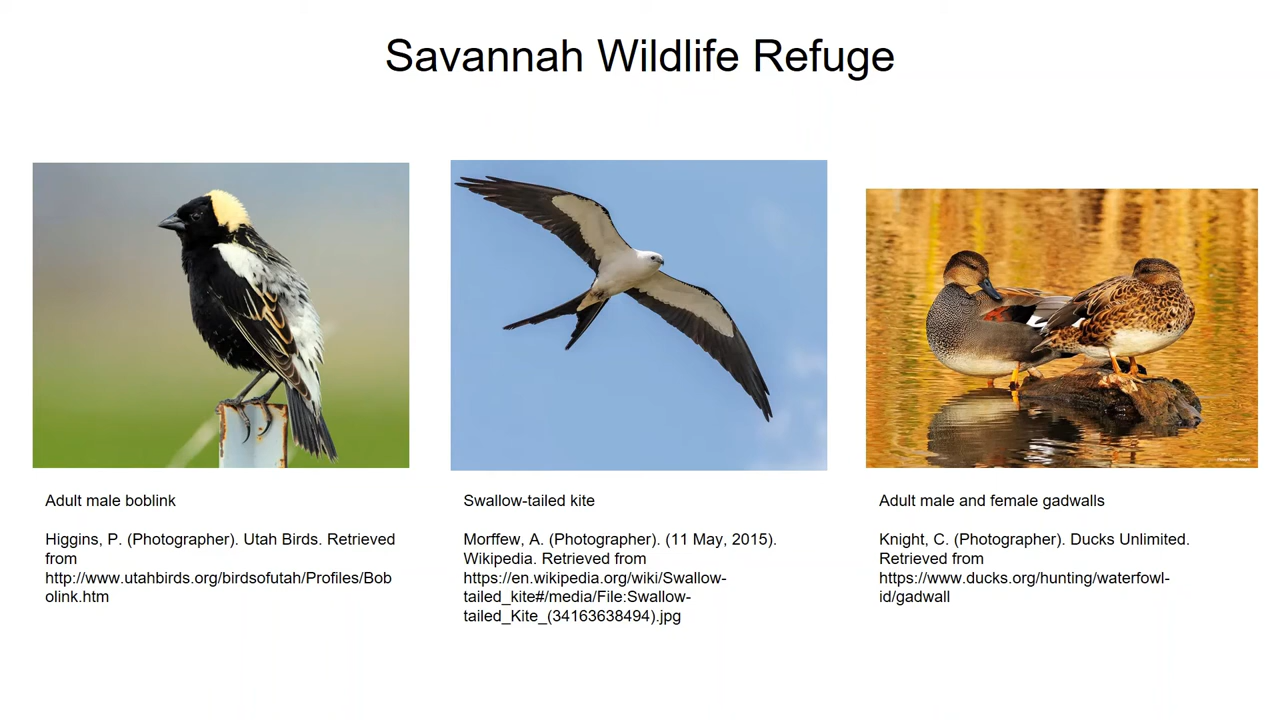 Savannah Wildlife Refuge
Adult male boblink
Higgins, P. (Photographer). Utah Birds. Retrieved
from
http://www.utahbirds.org/birdsofutah/Profiles/Bob
olink.htm
Swallow-tailed kite
Morffew, A. (Photographer). (11 May, 2015).
Wikipedia. Retrieved from
https://en.wikipedia.org/wiki/Swallow-
tailed_kite#/media/File:Swallow-
tailed_Kite_(34163638494).jpg
Adult male and female gadwalls
Knight, C. (Photographer). Ducks Unlimited.
Retrieved from
https://www.ducks.org/hunting/waterfowl-
id/gadwall